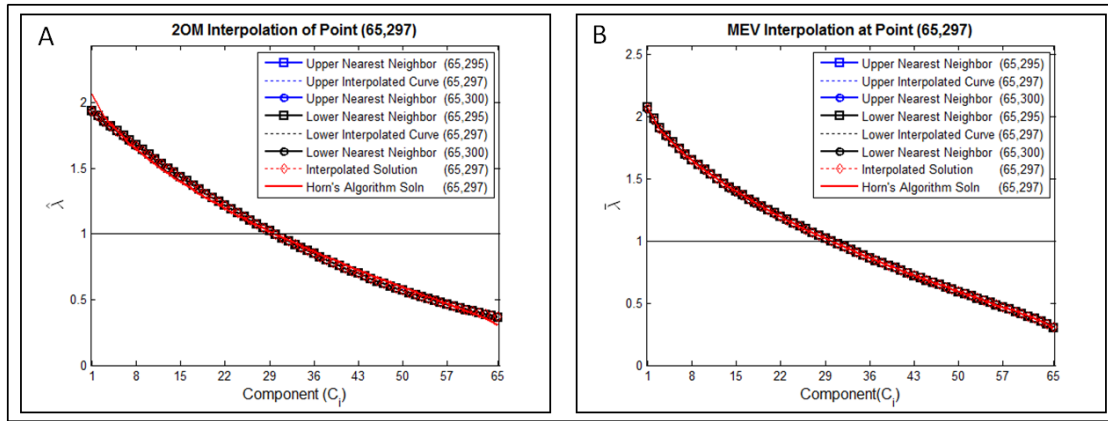 A
2OM Interpolation of Point (65,297)
Upper Nearest Neighbor (65,295)
Upper Interpolated Curve (65,297)
Upper Nearest Neighbor (65,300)
Lower Nearest Neighbor (65,295)
Lower Interpolated Curve (65,297)
Lower Nearest Neighbor (65,300)
Interpolated Solution (65,297)
Horn's Algorithm Soln (65,297)
2
1.5
1
0.5
0
λ̂
1 8 15 22 29 36 43 50 57 65
Component (Ci)
B
MEV Interpolation at Point (65,297)
Upper Nearest Neighbor (65,295)
Upper Interpolated Curve (65,297)
Upper Nearest Neighbor (65,300)
Lower Nearest Neighbor (65,295)
Lower Interpolated Curve (65,297)
Lower Nearest Neighbor (65,300)
Interpolated Solution (65,297)
Horn's Algorithm Soln (65,297)
2.5
2
1.5
1
0.5
0
λ̄
1 8 15 22 29 36 43 50 57 65
Component(Ci)